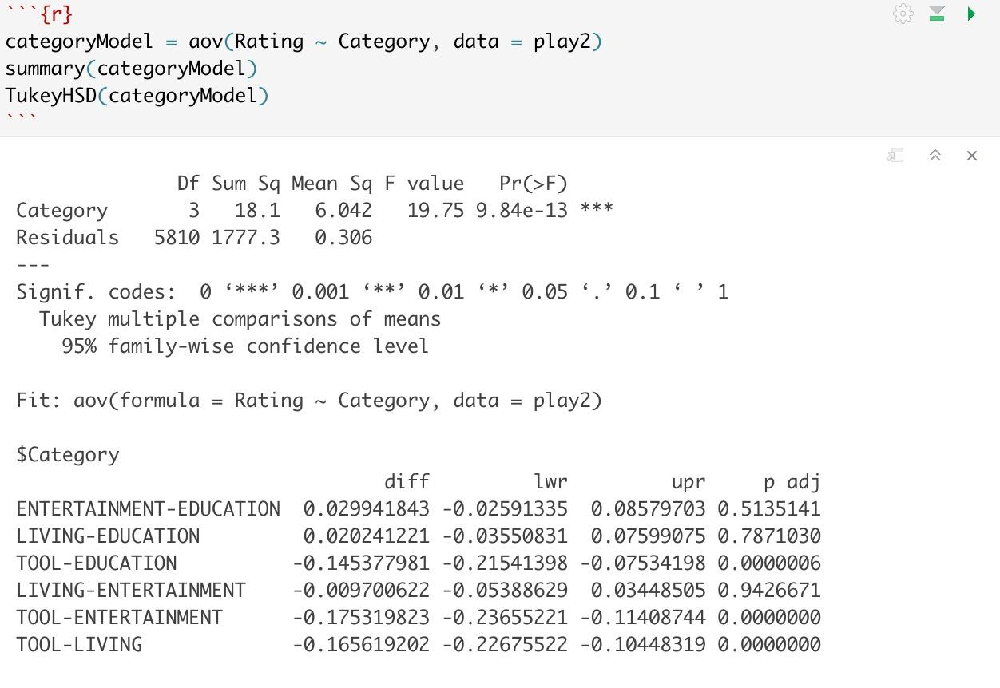 ```{r}
categoryModel = aov(Rating ~ Category, data = play2)
summary(categoryModel)
TukeyHSD(categoryModel)
```
              Df Sum Sq Mean Sq F value   Pr(>F)
Category       3   18.1   6.042   19.75 9.84e-13 ***
Residuals   5810 1777.3   0.306
---
Signif. codes:  0 ‘***’ 0.001 ‘**’ 0.01 ‘*’ 0.05 ‘.’ 0.1 ‘ ’ 1
  Tukey multiple comparisons of means
    95% family-wise confidence level
Fit: aov(formula = Rating ~ Category, data = play2)
$Category
                                diff         lwr         upr     p adj
ENTERTAINMENT-EDUCATION  0.029941843 -0.02591335  0.08579703 0.5135141
LIVING-EDUCATION         0.020241221 -0.03550831  0.07599075 0.7871030
TOOL-EDUCATION          -0.145377981 -0.21541398 -0.07534198 0.0000006
LIVING-ENTERTAINMENT    -0.009700622 -0.05388629  0.03448505 0.9426671
TOOL-ENTERTAINMENT      -0.175319823 -0.23655221 -0.11408744 0.0000000
TOOL-LIVING             -0.165619202 -0.22675522 -0.10448319 0.0000000